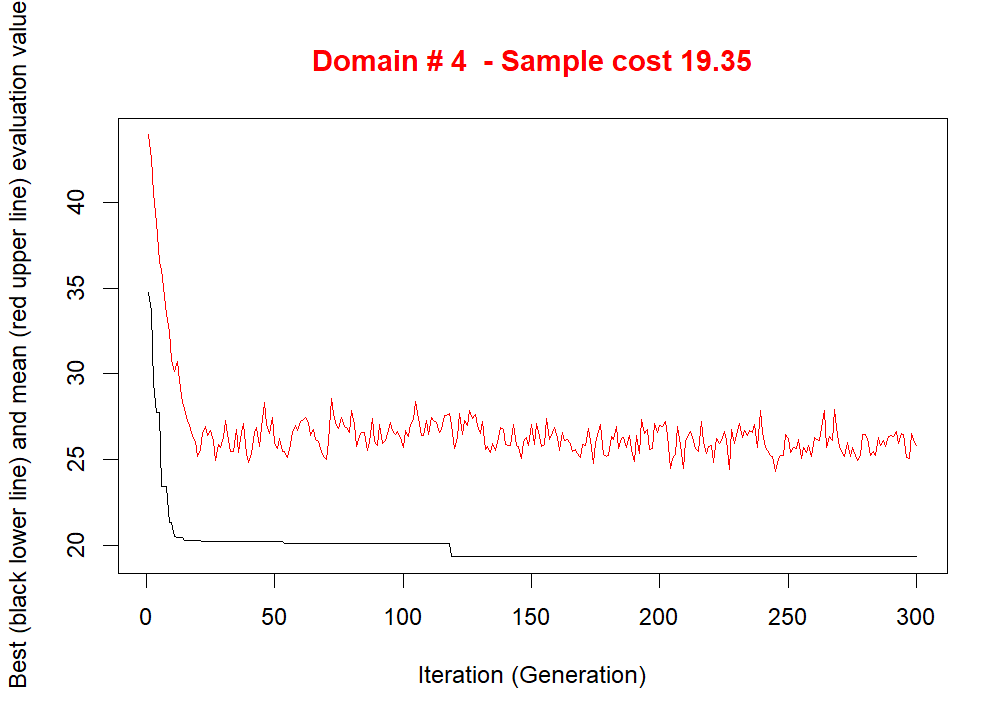 Domain # 4  - Sample cost 19.35
Best (black lower line) and mean (red upper line) evaluation value
40
35
30
25
20
0 50 100 150 200 250 300
Iteration (Generation)